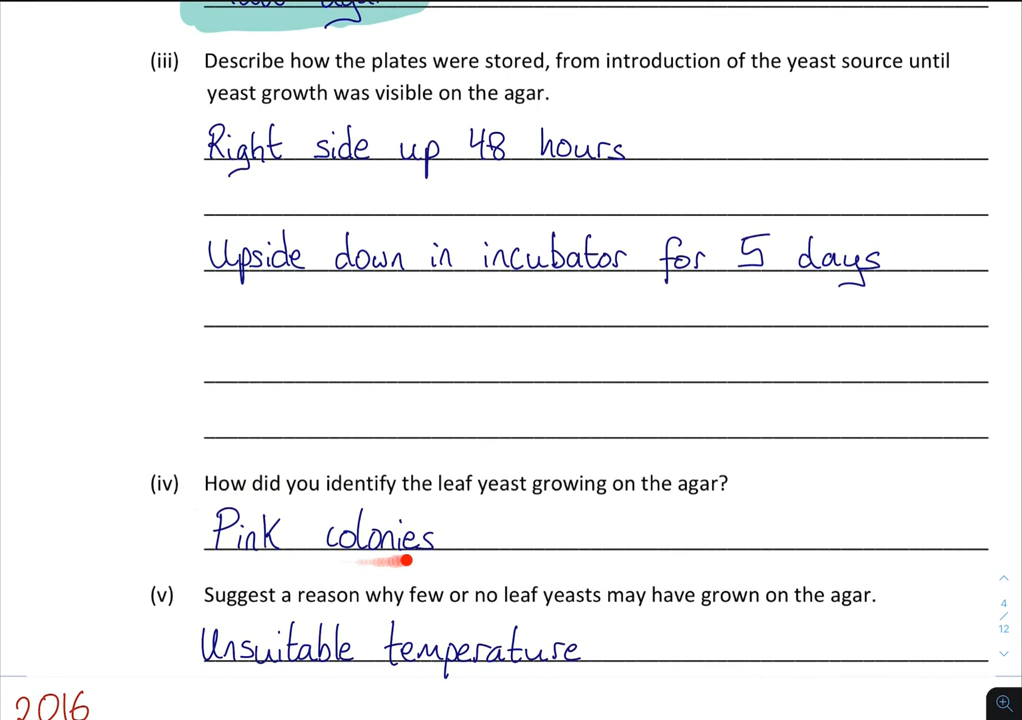 (iii) Describe how the plates were stored, from introduction of the yeast source until
yeast growth was visible on the agar.
Right side up 48 hours
Upside down in incubator for 5 days
(iv) How did you identify the leaf yeast growing on the agar?
Pink colonies
(v) Suggest a reason why few or no leaf yeasts may have grown on the agar.
Unsuitable temperature
4
/
12
2016